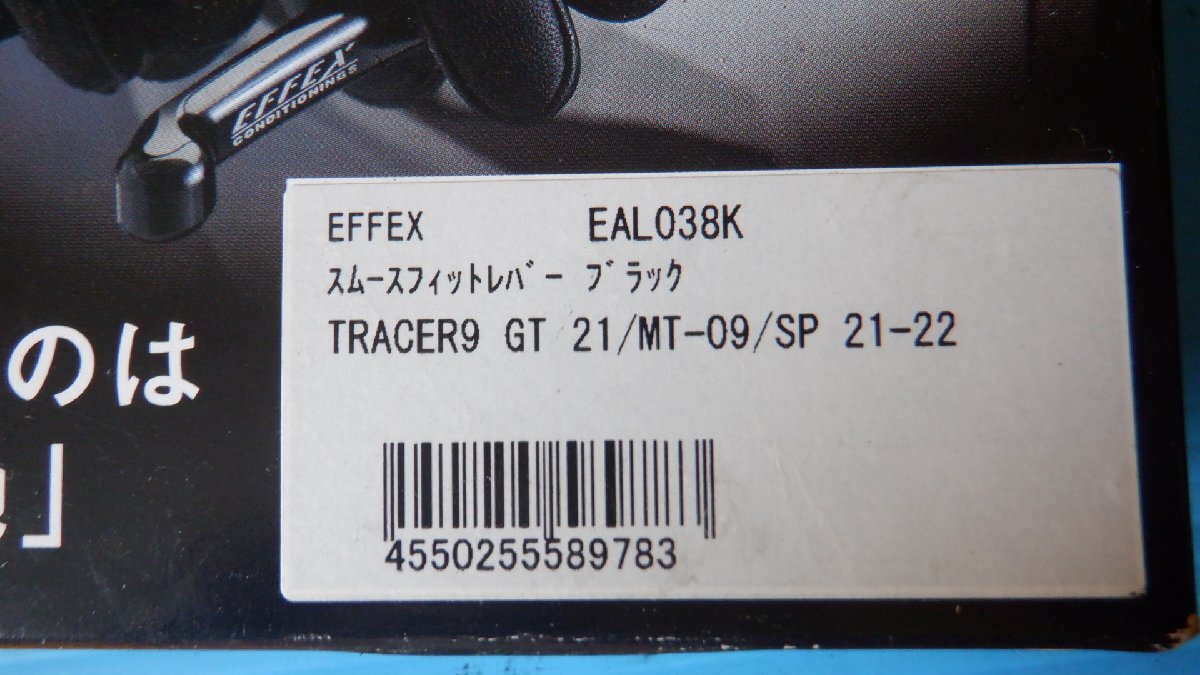 EFFEX
CONDITIONINGS
EFFEX EAL038K
ｽﾑｰｽﾌｨｯﾄﾚﾊﾞｰ ﾌﾞﾗｯｸ
TRACER9 GT 21/MT-09/SP 21-22
のは
」
4550255589783